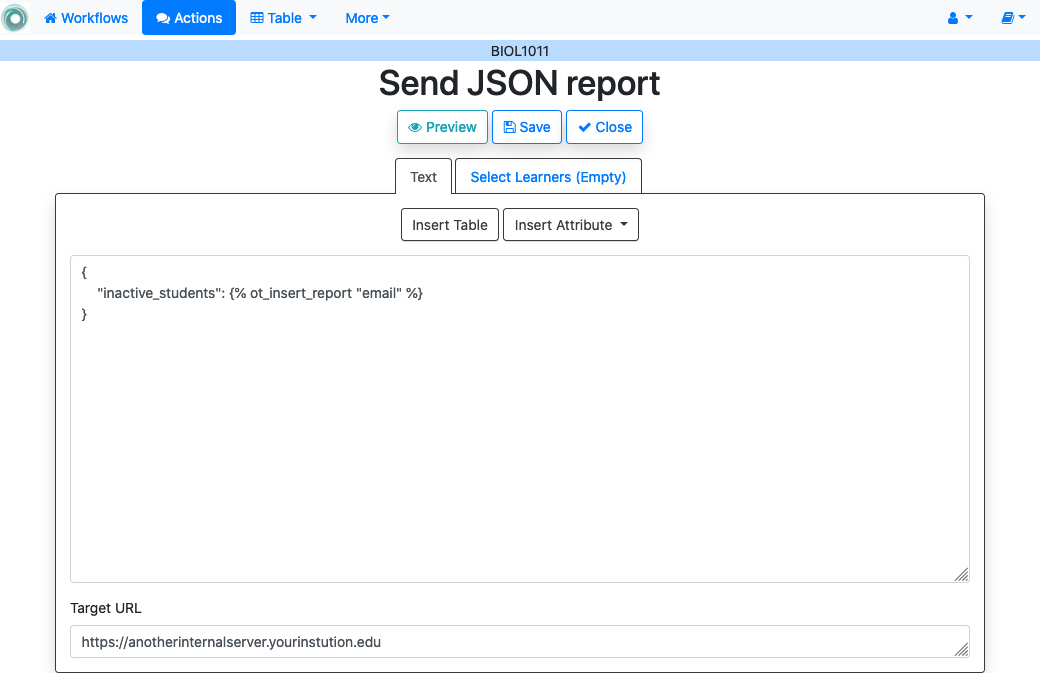 Workflows Actions Table More
BIOL1011
Send JSON report
Preview Save Close
Text Select Learners (Empty)
Insert Table Insert Attribute
{
"inactive_students": {% ot_insert_report "email" %}
}
Target URL
https://anotherinternalserver.yourinstution.edu